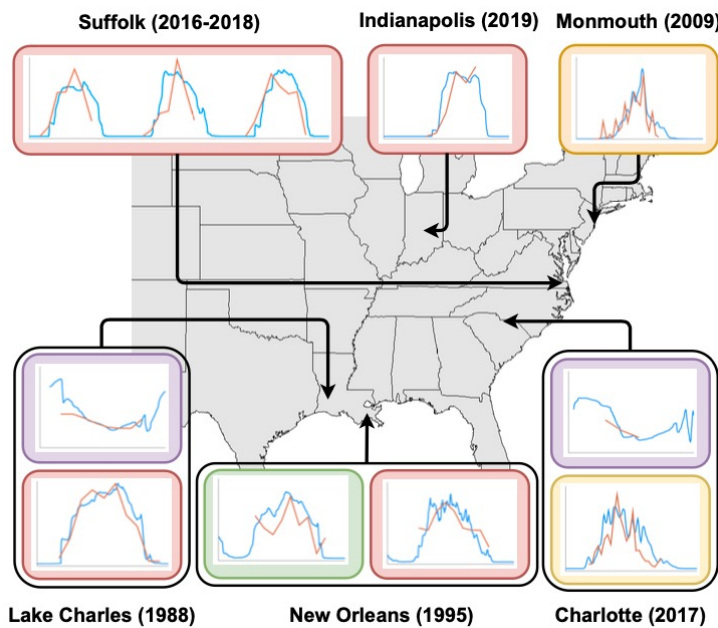 Suffolk (2016-2018)
Indianapolis (2019)
Monmouth (2009)
Lake Charles (1988)
New Orleans (1995)
Charlotte (2017)